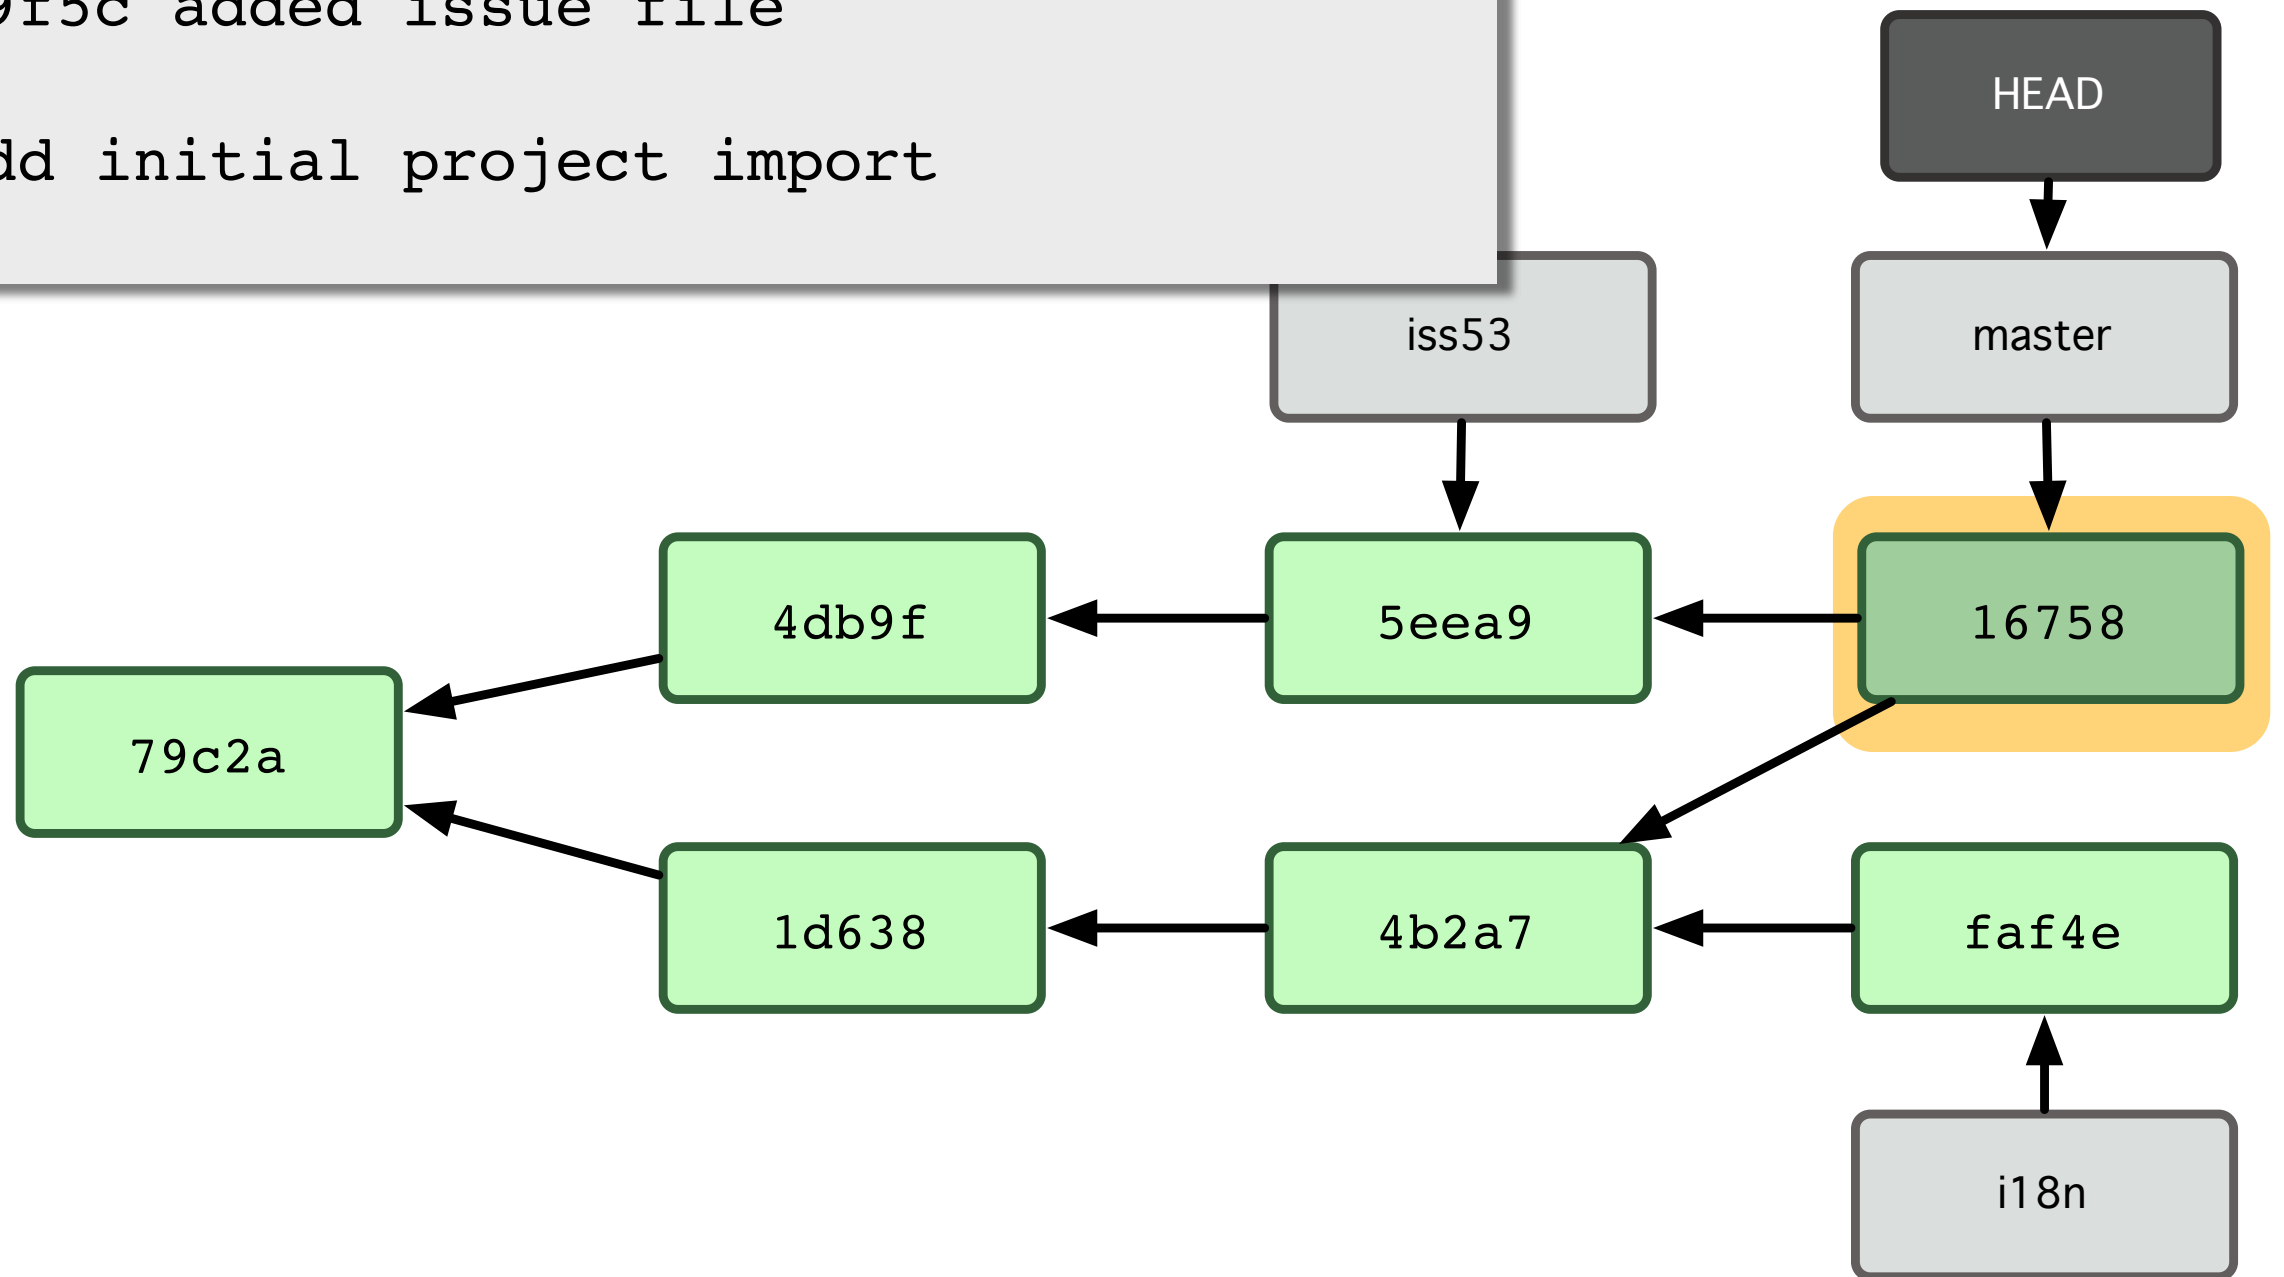 added issue file
initial project import
HEAD
iss53
master
4db9f
5eea9
16758
79c2a
1d638
4b2a7
faf4e
i18n